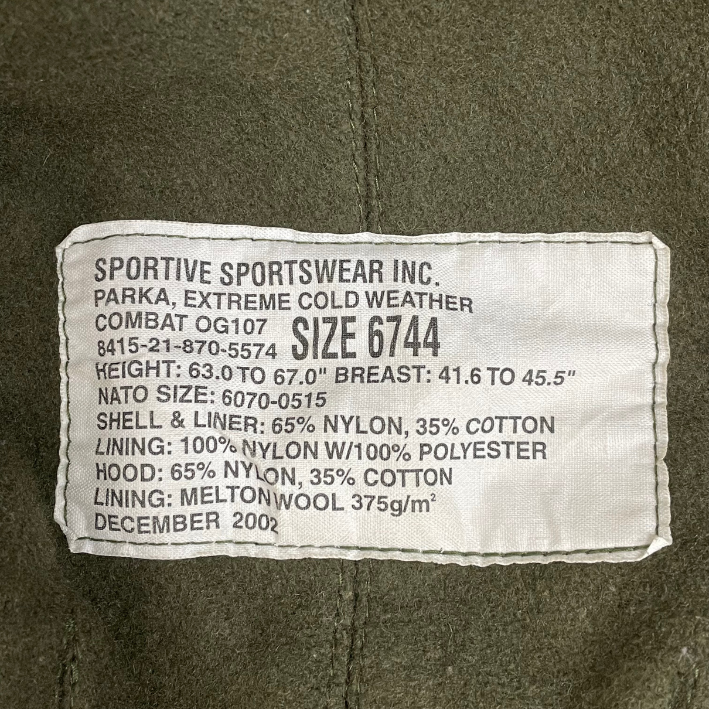 SPORTIVE SPORTSWEAR INC.
PARKA, EXTREME COLD WEATHER
COMBAT OG107 SIZE 6744
8415-21-870-5574
HEIGHT: 63.0 TO 67.0" BREAST: 41.6 TO 45.5"
NATO SIZE: 6070-0515
SHELL & LINER: 65% NYLON, 35% COTTON
LINING: 100% NYLON W/100% POLYESTER
HOOD: 65% NYLON, 35% COTTON
LINING: MELTON WOOL 375g/m²
DECEMBER 2002